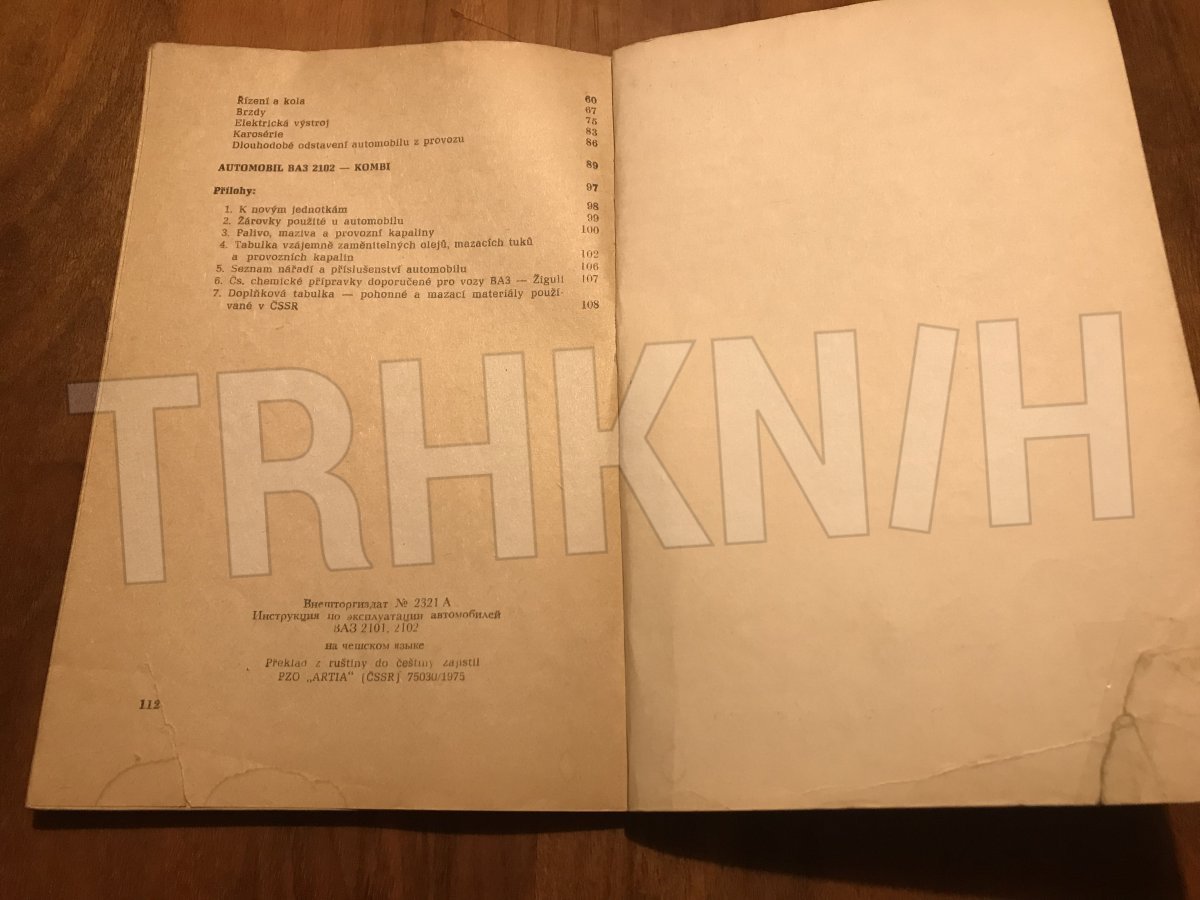 Řízení a kola 60
Brzdy 67
Elektrická výstroj 75
Karosérie 83
Dlouhodobé odstavení automobilu z provozu 86
AUTOMOBIL ВАЗ 2102 — KOMBI 89
Přílohy: 97
1. K novým jednotkám 98
2. Žárovky použité u automobilu 99
3. Palivo, maziva a provozní kapaliny 100
4. Tabulka vzájemně zaměnitelných olejů, mazacích tuků
a provozních kapalin 102
5. Seznam nářadí a příslušenství automobilu 106
6. Čs. chemické přípravky doporučené pro vozy ВАЗ — Žiguli 107
7. Doplňková tabulka — pohonné a mazací materiály použí-
vané v ČSSR 108
TRHKN/H
Внешторгиздат № 2321 А
Инструкция по эксплуатации автомобилей
ВАЗ 2101, 2102
на чешском языке
Překlad z ruštiny do češtiny zajistil
PZO „ARTIA" (ČSSR) 75030/1975
112